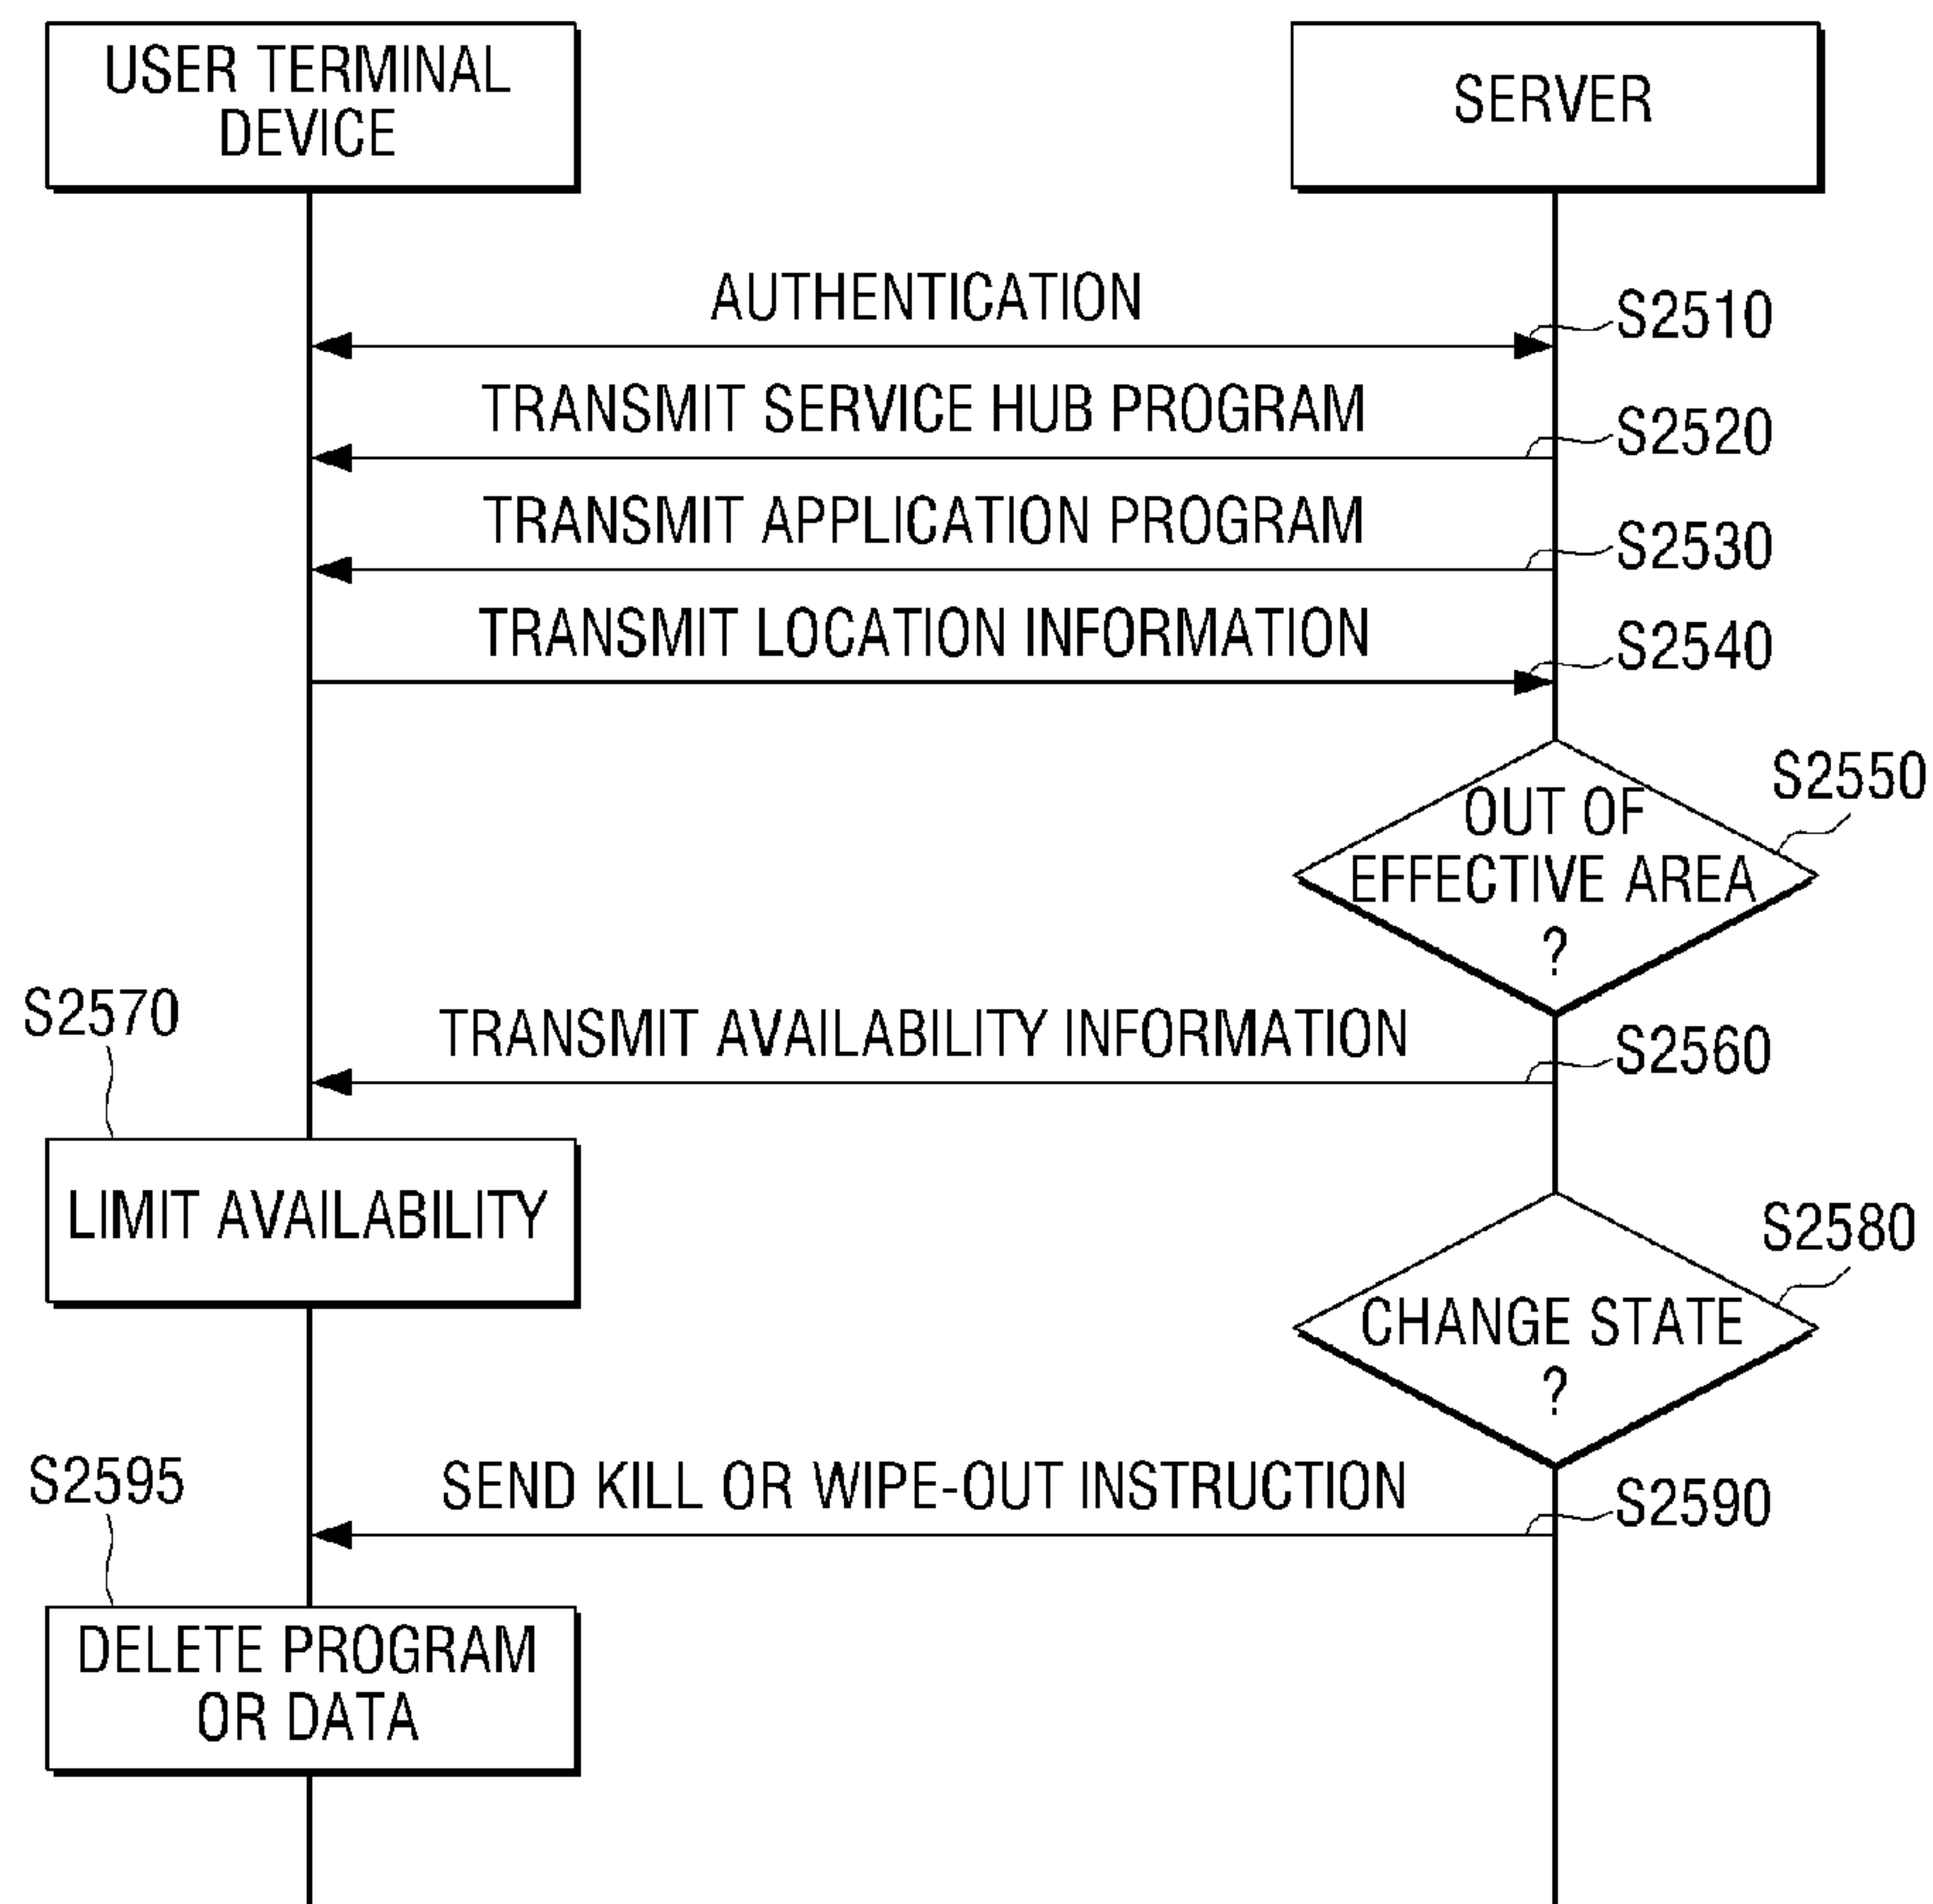 USER TERMINAL
DEVICE
SERVER
AUTHENTICATION
S2510
TRANSMIT SERVICE HUB PROGRAM
S2520
TRANSMIT APPLICATION PROGRAM
S2530
TRANSMIT LOCATION INFORMATION
S2540
OUT OF
EFFECTIVE AREA
?
S2550
TRANSMIT AVAILABILITY INFORMATION
S2560
S2570
LIMIT AVAILABILITY
CHANGE STATE
?
S2580
SEND KILL OR WIPE-OUT INSTRUCTION
S2590
S2595
DELETE PROGRAM
OR DATA